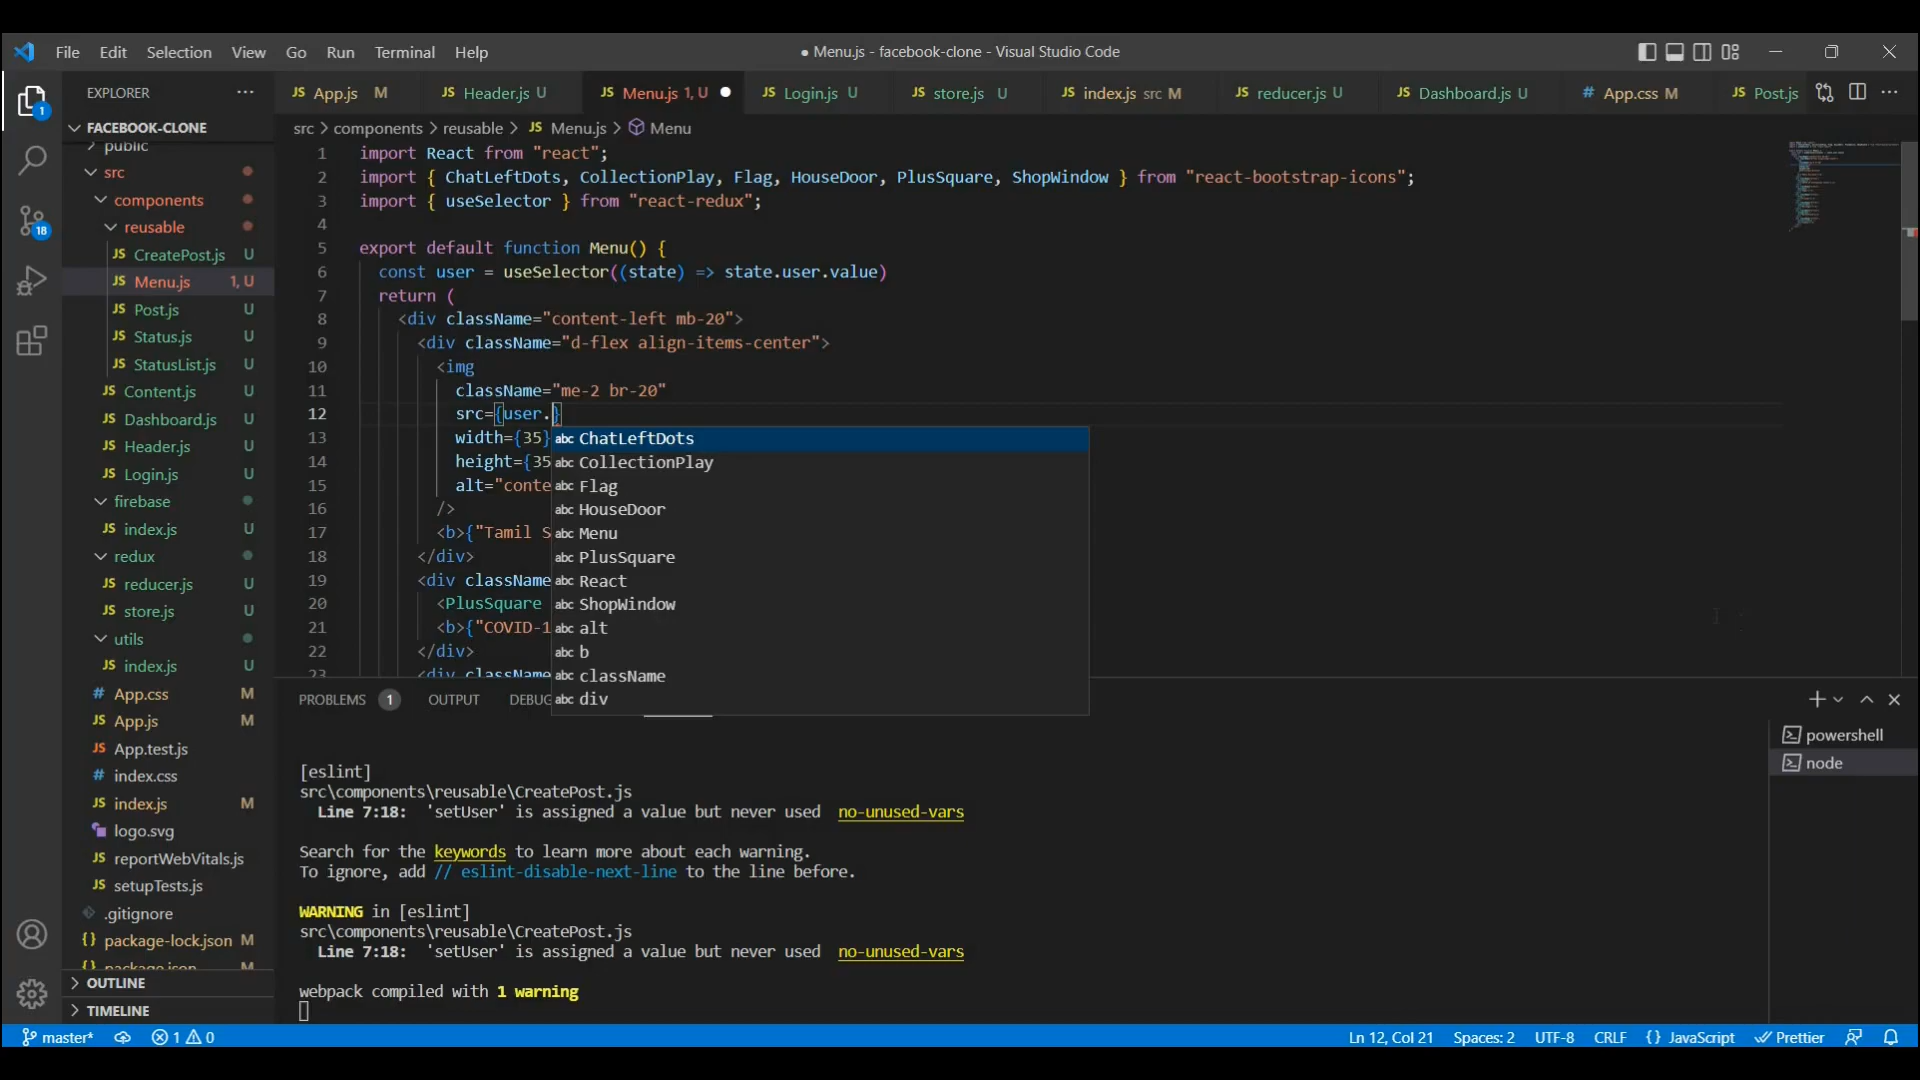 File Edit Selection View Go Run Terminal Help
● Menu.js - facebook-clone - Visual Studio Code
EXPLORER ···
JS App.js M JS Header.js U JS Menu.js 1, U ● JS Login.js U JS store.js U JS index.js src M JS reducer.js U JS Dashboard.js U # App.css M JS Post.js ···
src > components > reusable > JS Menu.js > Menu
FACEBOOK-CLONE
public
src
components
reusable
JS CreatePost.js U
JS Menu.js 1, U
JS Post.js U
JS Status.js U
JS StatusList.js U
JS Content.js U
JS Dashboard.js U
JS Header.js U
JS Login.js U
firebase
JS index.js U
redux
JS reducer.js U
JS store.js U
utils
JS index.js U
# App.css M
JS App.js M
JS App.test.js
# index.css
JS index.js M
logo.svg
JS reportWebVitals.js
JS setupTests.js
.gitignore
{} package-lock.json M
{} package.json M
OUTLINE
TIMELINE
1
18
1 import React from "react";
2 import { ChatLeftDots, CollectionPlay, Flag, HouseDoor, PlusSquare, ShopWindow } from "react-bootstrap-icons";
3 import { useSelector } from "react-redux";
4
5 export default function Menu() {
6 const user = useSelector((state) => state.user.value)
7 return (
8 <div className="content-left mb-20">
9 <div className="d-flex align-items-center">
10 <img
11 className="me-2 br-20"
12 src={user.}
13 width={35}
14 height={35
15 alt="conte
16 />
17 <b>{"Tamil S
18 </div>
19 <div className
20 <PlusSquare
21 <b>{"COVID-1
22 </div>
23 <div className
abc ChatLeftDots
abc CollectionPlay
abc Flag
abc HouseDoor
abc Menu
abc PlusSquare
abc React
abc ShopWindow
abc alt
abc b
abc className
abc div
PROBLEMS 1 OUTPUT DEBUG
powershell
node
[eslint]
src\components\reusable\CreatePost.js
Line 7:18: 'setUser' is assigned a value but never used no-unused-vars
Search for the keywords to learn more about each warning.
To ignore, add // eslint-disable-next-line to the line before.
WARNING in [eslint]
src\components\reusable\CreatePost.js
Line 7:18: 'setUser' is assigned a value but never used no-unused-vars
webpack compiled with 1 warning
master* 1 0 Ln 12, Col 21 Spaces: 2 UTF-8 CRLF {} JavaScript Prettier